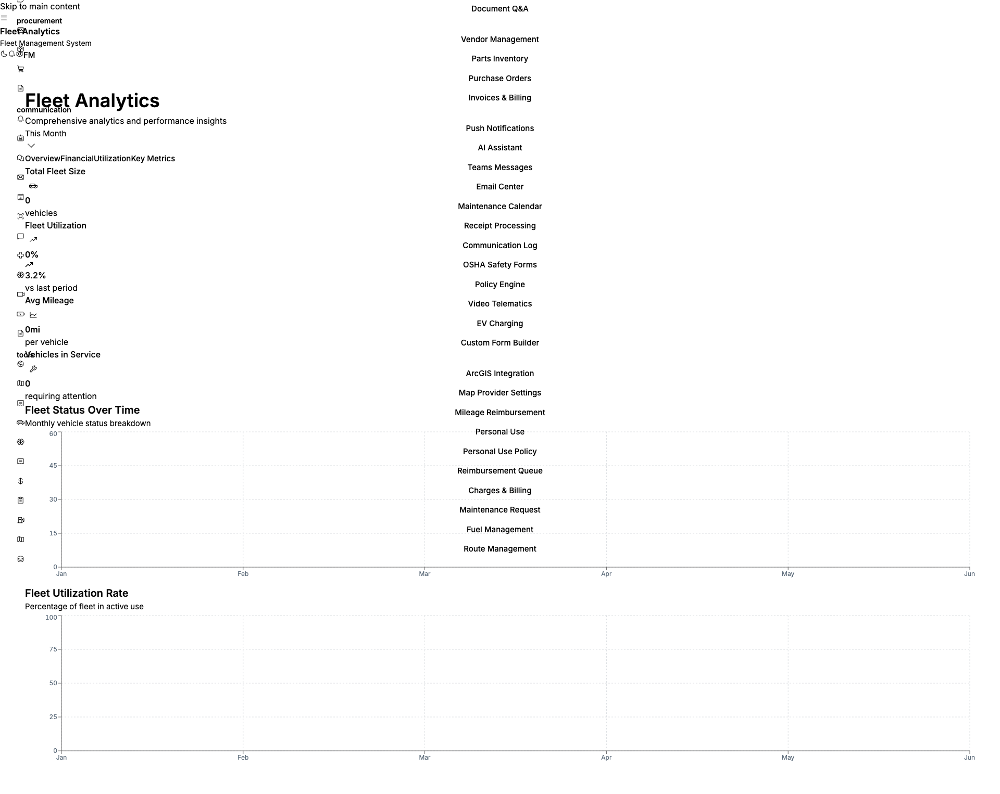 Skip to main content
Fleet Analytics
Fleet Management System
FM
procurement
communication
tools
Document Q&A
Vendor Management
Parts Inventory
Purchase Orders
Invoices & Billing
Push Notifications
AI Assistant
Teams Messages
Email Center
Maintenance Calendar
Receipt Processing
Communication Log
OSHA Safety Forms
Policy Engine
Video Telematics
EV Charging
Custom Form Builder
ArcGIS Integration
Map Provider Settings
Mileage Reimbursement
Personal Use
Personal Use Policy
Reimbursement Queue
Charges & Billing
Maintenance Request
Fuel Management
Route Management
Fleet Analytics
Comprehensive analytics and performance insights
This Month
OverviewFinancialUtilizationKey Metrics
Total Fleet Size
0
vehicles
Fleet Utilization
0%
3.2%
vs last period
Avg Mileage
0mi
per vehicle
Vehicles in Service
0
requiring attention
Fleet Status Over Time
Monthly vehicle status breakdown
60
45
30
15
0
Jan Feb Mar Apr May Jun
Fleet Utilization Rate
Percentage of fleet in active use
100
75
50
25
0
Jan Feb Mar Apr May Jun